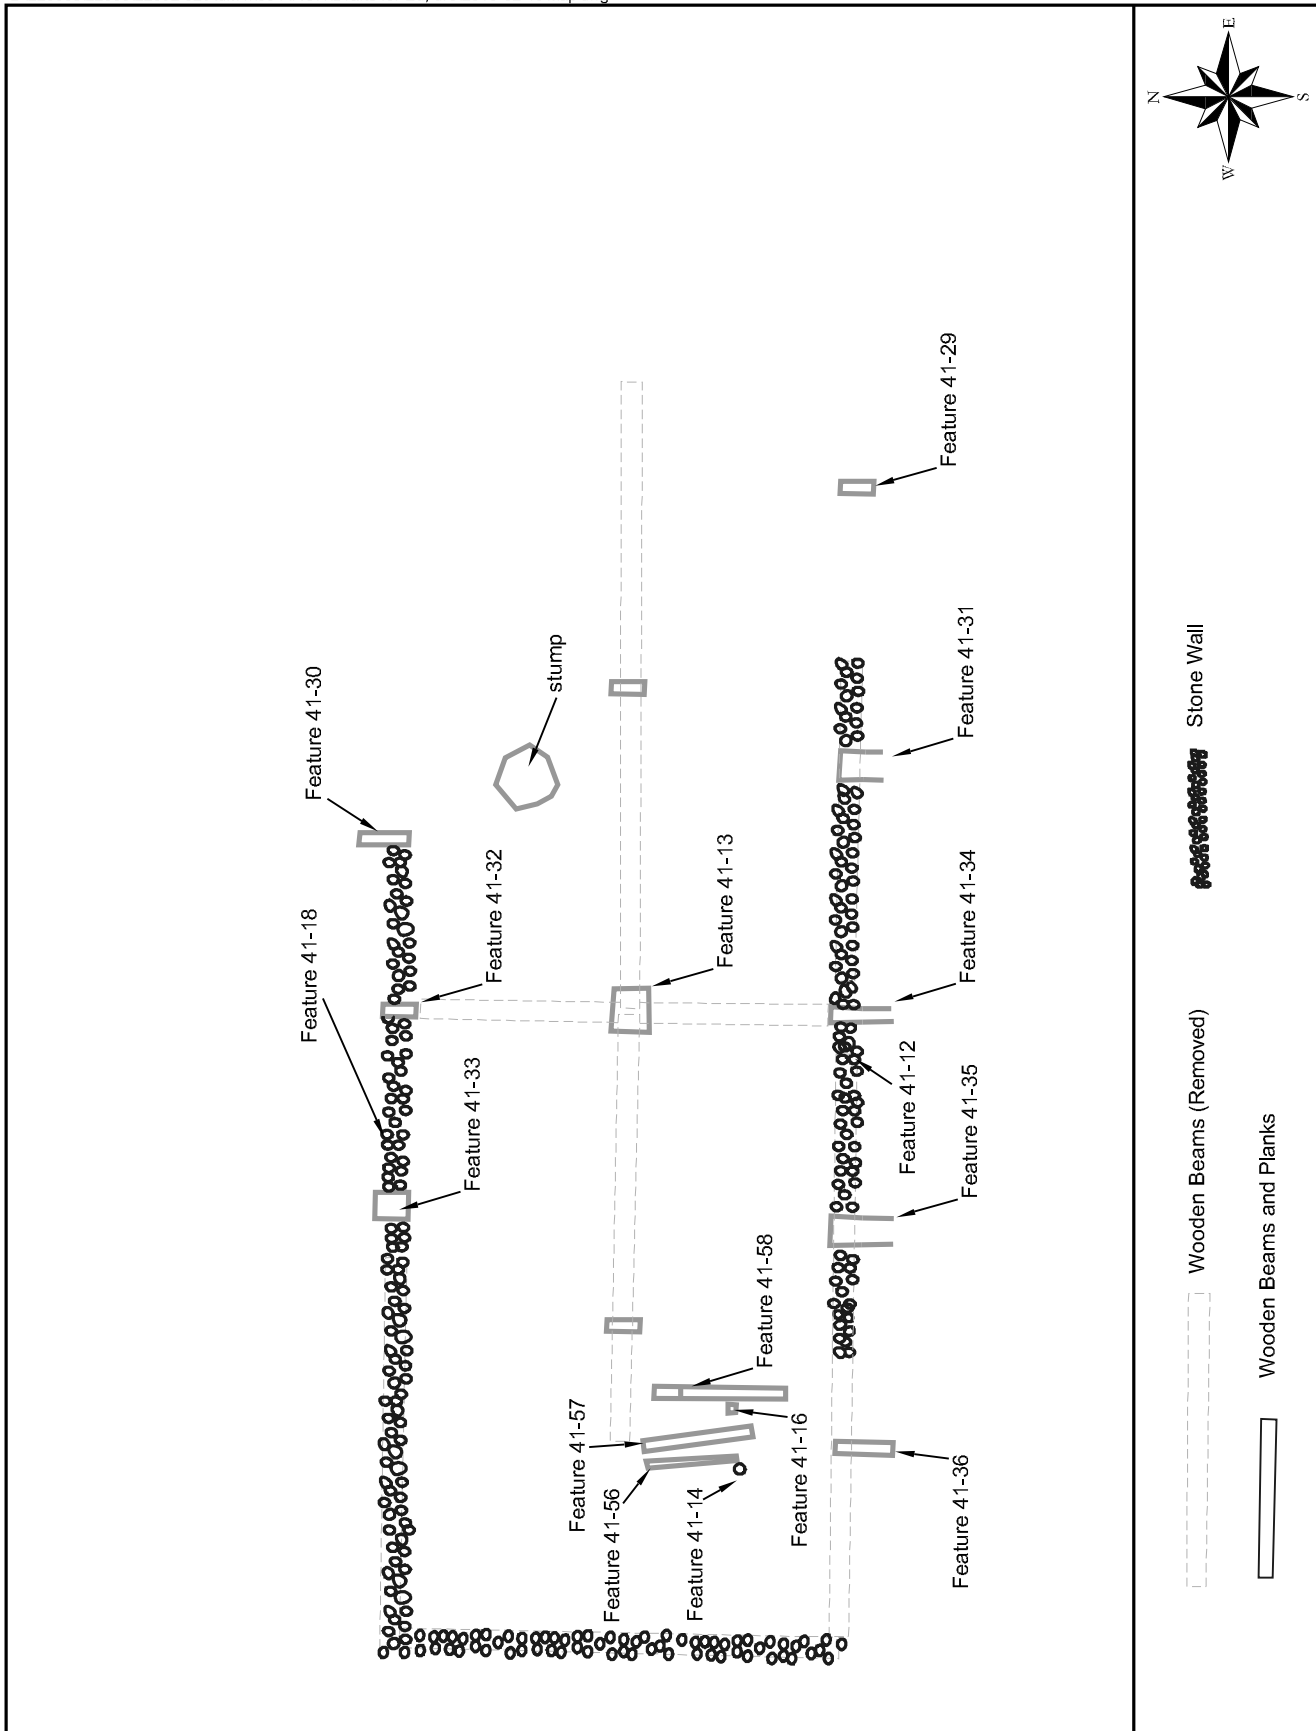 E
N
S
W
Feature 41-29
Feature 41-31
stump
Feature 41-30
Feature 41-32
Feature 41-18
Feature 41-13
Feature 41-34
Feature 41-33
Feature 41-12
Feature 41-35
Feature 41-58
Feature 41-57
Feature 41-16
Feature 41-56
Feature 41-14
Feature 41-36
Stone Wall
Wooden Beams (Removed)
Wooden Beams and Planks